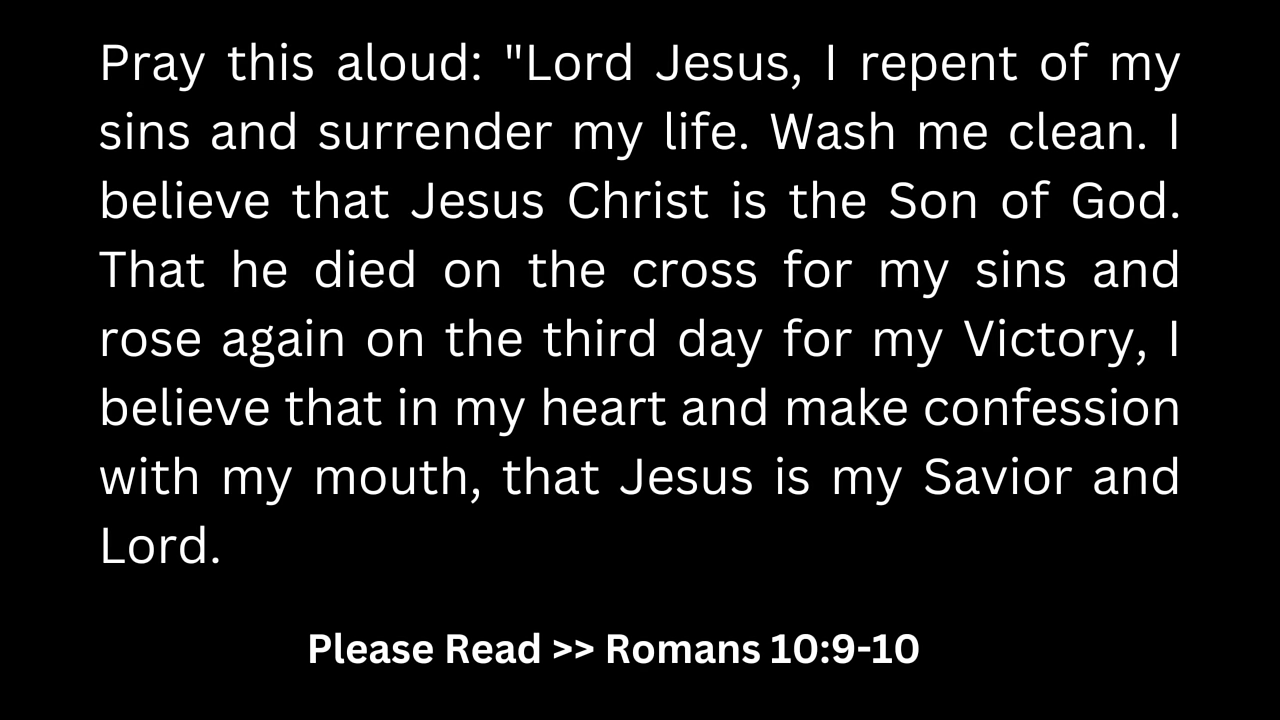 Pray this aloud: "Lord Jesus, I repent of my
sins and surrender my life. Wash me clean. I
believe that Jesus Christ is the Son of God.
That he died on the cross for my sins and
rose again on the third day for my Victory, I
believe that in my heart and make confession
with my mouth, that Jesus is my Savior and
Lord.
Please Read >> Romans 10:9-10